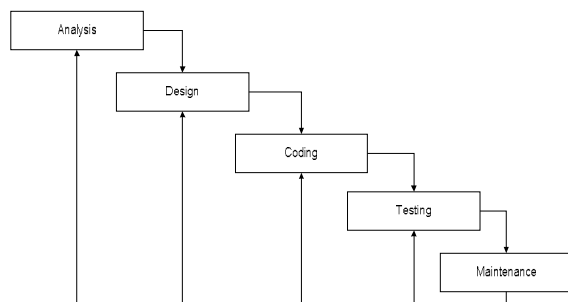 Analysis
Design
Coding
Testing
Maintenance